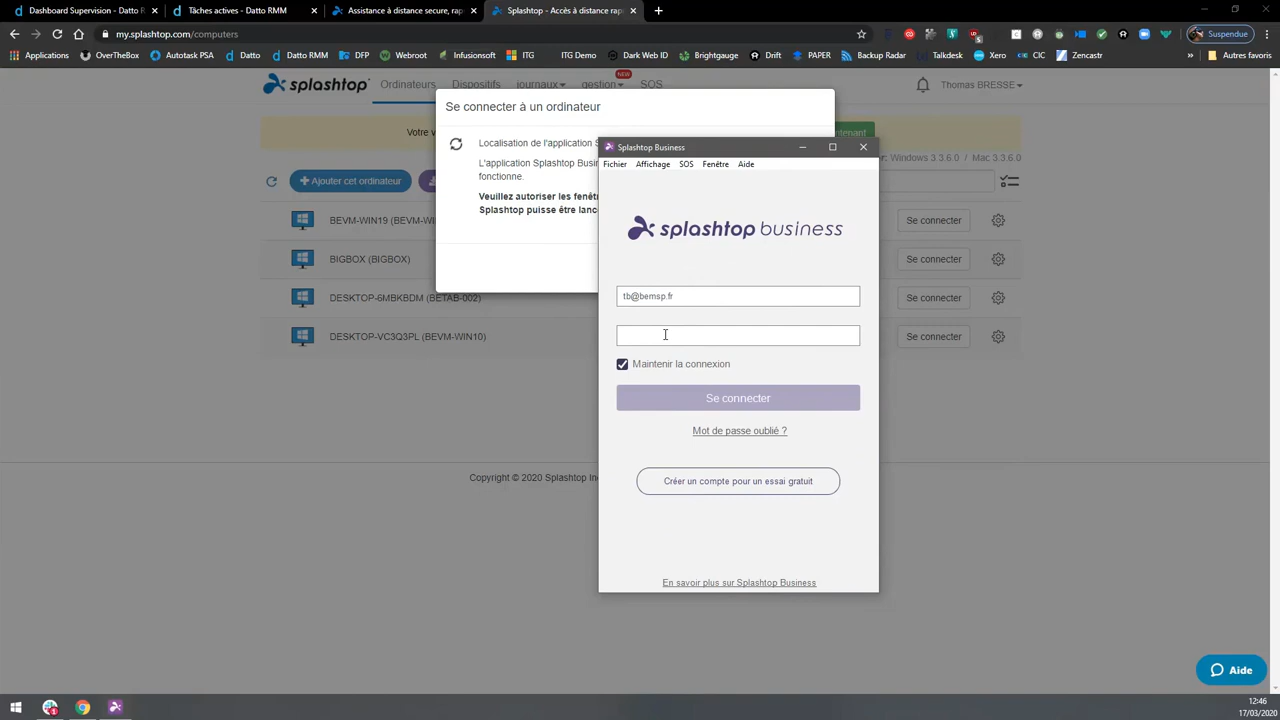 Dashboard Supervision - Datto R
Tâches actives - Datto RMM
Assistance à distance secure, rap
Splashtop - Accès à distance rap
my.splashtop.com/computers
Suspendue
Applications
OverTheBox
Autotask PSA
Datto
Datto RMM
DFP
Webroot
Infusionsoft
ITG
ITG Demo
KM
Brightgauge
PAPER
Backup Radar
Talkdesk
Xero
CIC
Zencastr
»
Autres favoris
splashtop
Ordinateurs
Dispositifs
journaux
gestion
NEW
SOS
Thomas BRESSE
Se connecter à un ordinateur
Votre v
ntenant
Localisation de l'application S
L'application Splashtop Busin
fonctionne.
Veuillez autoriser les fenêtr
Splashtop puisse être lancé
Windows 3.3.6.0 / Mac 3.3.6.0
Ajouter cet ordinateur
BEVM-WIN19 (BEVM-WI
Se connecter
BIGBOX (BIGBOX)
Se connecter
DESKTOP-6MBKBDM (BETAB-002)
Se connecter
DESKTOP-VC3Q3PL (BEVM-WIN10)
Se connecter
Copyright © 2020 Splashtop In
Splashtop Business
Fichier
Affichage
SOS
Fenêtre
Aide
splashtop business
tb@bemsp.fr
Maintenir la connexion
Se connecter
Mot de passe oublié ?
Créer un compte pour un essai gratuit
En savoir plus sur Splashtop Business
Aide
12:46
17/03/2020